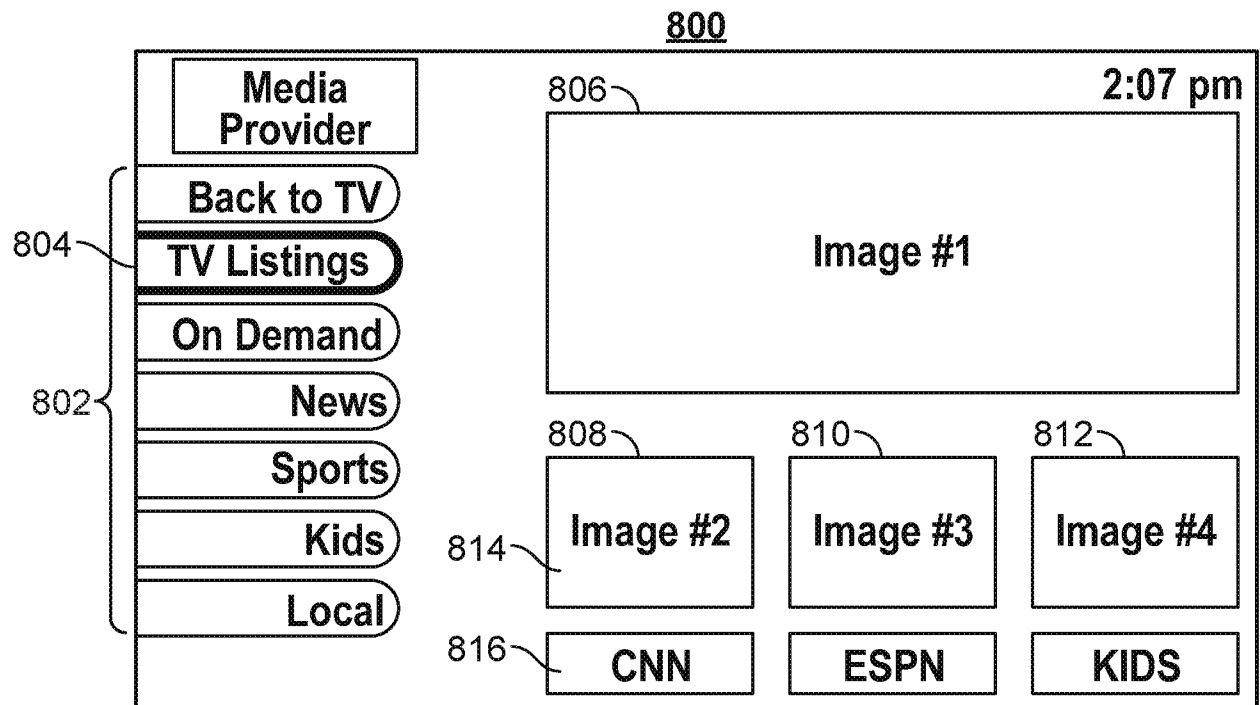 800
Media
Provider
2:07 pm
806
Image #1
Back to TV
804
TV Listings
On Demand
802
News
Sports
Kids
Local
808
810
812
Image #2
Image #3
Image #4
814
816
CNN
ESPN
KIDS